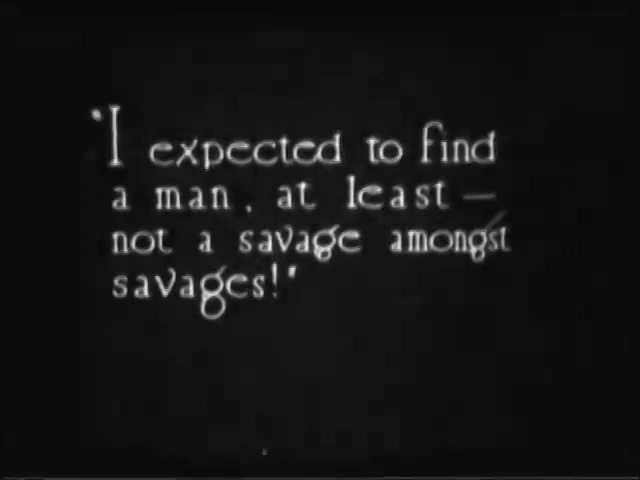 'I expected to find
a man, at least —
not a savage amongst
savages!'